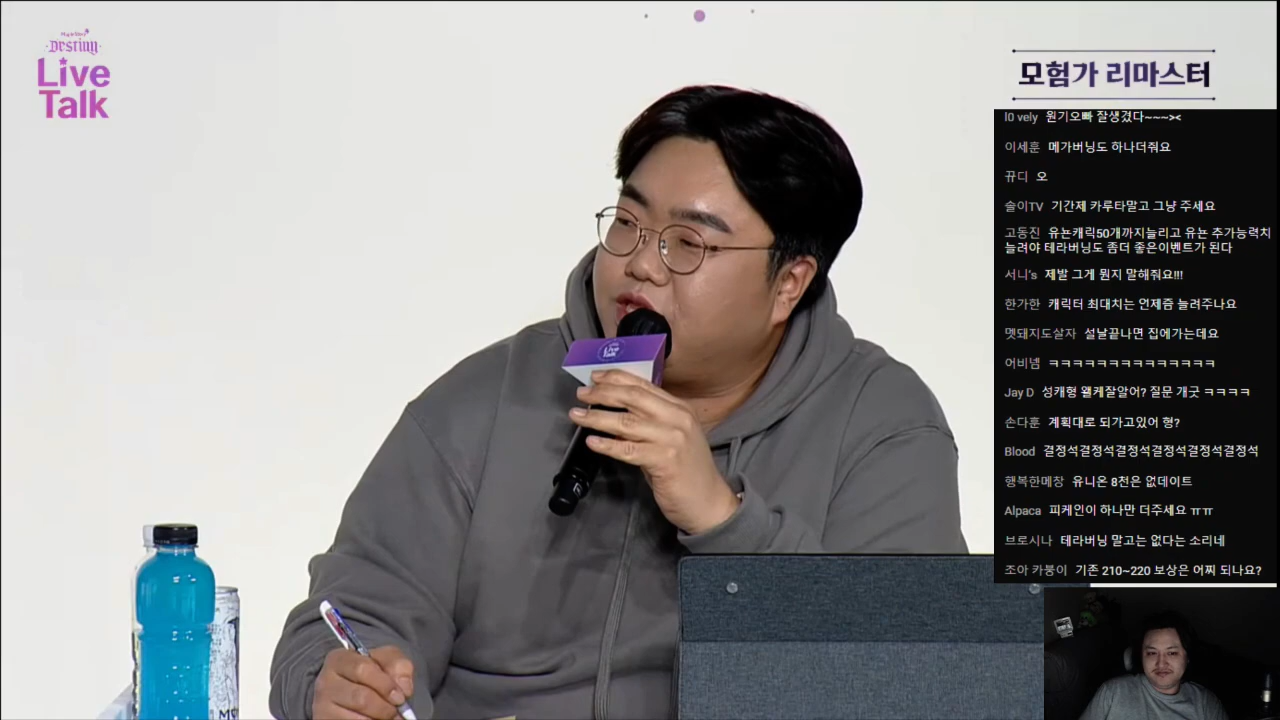 MapleStory
DESTINY
Live
Talk
모험가 리마스터
l0 vely 원기오빠 잘생겼다~~~><
이세훈 메가버닝도 하나더줘요
뀨디 오
솔이TV 기간제 카루타말고 그냥 주세요
고동진 유뇬캐릭50개까지늘리고 유뇬 추가능력치
늘려야 테라버닝도 좀더 좋은이벤트가 된다
서니's 제발 그게 뭔지 말해줘요!!!
한가한 캐릭터 최대치는 언제즘 늘려주나요
멧돼지도살자 설날끝나면 집에가는데요
어비넴 ㅋㅋㅋㅋㅋㅋㅋㅋㅋㅋㅋㅋㅋㅋ
Jay D 성캐형 왤케잘알어? 질문 개굿 ㅋㅋㅋㅋ
손다훈 계획대로 되가고있어 형?
Blood 결정석결정석결정석결정석결정석결정석
행복한메창 유니온 8천은 없데이트
Alpaca 피케인이 하나만 더주세요 ㅠㅠ
브로시나 테라버닝 말고는 없다는 소리네
조아 카붕이 기존 210~220 보상은 어찌 되나요?
Live
Talk